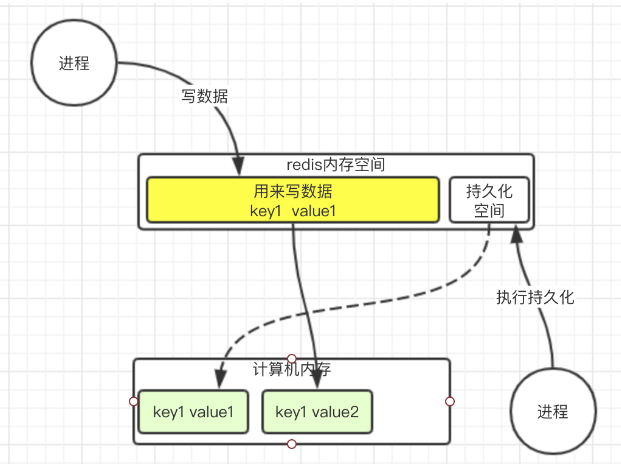 进程
写数据
redis内存空间
用来写数据
key1 value1
持久化
空间
执行持久化
计算机内存
key1 value1
key1 value2
进程